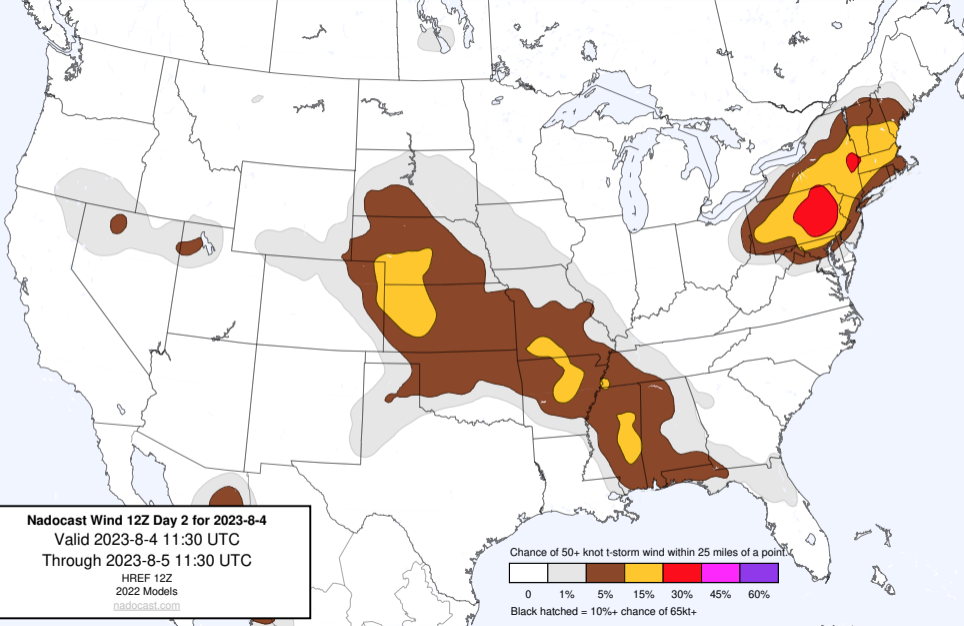 Nadocast Wind 12Z Day 2 for 2023-8-4
Valid 2023-8-4 11:30 UTC
Through 2023-8-5 11:30 UTC
HREF 12Z
2022 Models
nadocast.com
Chance of 50+ knot t-storm wind within 25 miles of a point.
0 1% 5% 15% 30% 45% 60%
Black hatched = 10%+ chance of 65kt+